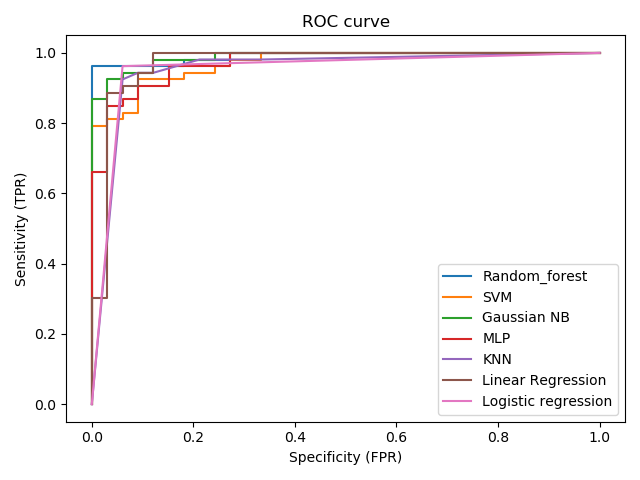 ROC curve
Sensitivity (TPR)
1.0
0.8
0.6
0.4
0.2
0.0
Random_forest
SVM
Gaussian NB
MLP
KNN
Linear Regression
Logistic regression
0.0 0.2 0.4 0.6 0.8 1.0
Specificity (FPR)